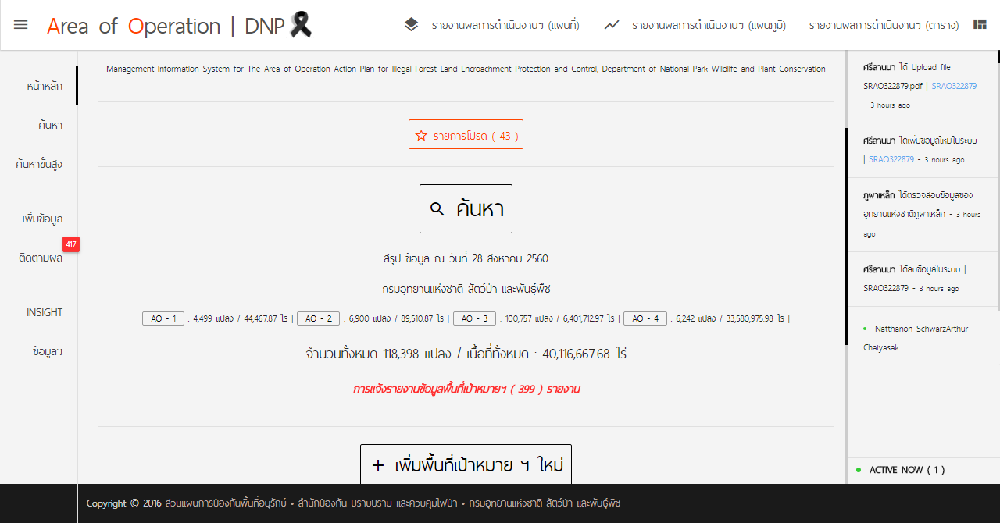 Area of Operation | DNP
รายงานผลการดำเนินงานฯ (แผนที่)
รายงานผลการดำเนินงานฯ (แผนภูมิ)
รายงานผลการดำเนินงานฯ (ตาราง)
หน้าหลัก
ค้นหา
ค้นหาขั้นสูง
เพิ่มข้อมูล
417
ติดตามผล
INSIGHT
ข้อมูลฯ
Management Information System for The Area of Operation Action Plan for Illegal Forest Land Encroachment Protection and Control, Department of National Park Wildlife and Plant Conservation
รายการโปรด ( 43 )
ค้นหา
สรุป ข้อมูล ณ วันที่ 28 สิงหาคม 2560
กรมอุทยานแห่งชาติ สัตว์ป่า และพันธุ์พืช
AO - 1 : 4,499 แปลง / 44,467.87 ไร่ | AO - 2 : 6,900 แปลง / 89,510.87 ไร่ | AO - 3 : 100,757 แปลง / 6,401,712.97 ไร่ | AO - 4 : 6,242 แปลง / 33,580,975.98 ไร่ |
จำนวนทั้งหมด 118,398 แปลง / เนื้อที่ทั้งหมด : 40,116,667.68 ไร่
การแจ้งรายงานข้อมูลพื้นที่เป้าหมายฯ ( 399 ) รายงาน
เพิ่มพื้นที่เป้าหมาย ฯ ใหม่
ศรีลานนา ได้ Upload file
SRAO322879.pdf | SRAO322879
- 3 hours ago
ศรีลานนา ได้เพิ่มข้อมูลใหม่ในระบบ
| SRAO322879 - 3 hours ago
ภูผาเหล็ก ได้ตรวจสอบข้อมูลของ
อุทยานแห่งชาติภูผาเหล็ก - 3 hours
ago
ศรีลานนา ได้ลบข้อมูลในระบบ |
SRAO322879 - 3 hours ago
Natthanon SchwarzArthur
Chaiyasak
ACTIVE NOW ( 1 )
Copyright © 2016 ส่วนแผนการป้องกันพื้นที่อนุรักษ์ • สำนักป้องกัน ปราบปราม และควบคุมไฟป่า • กรมอุทยานแห่งชาติ สัตว์ป่า และพันธุ์พืช